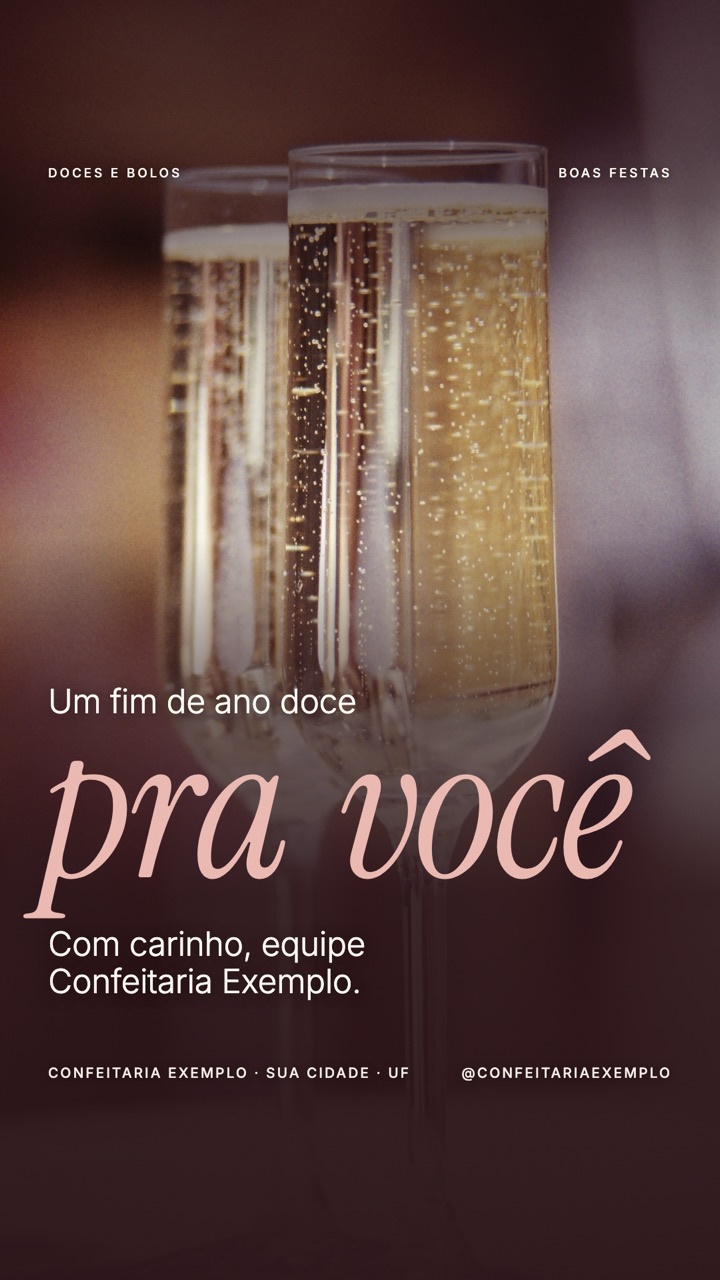 DOCES E BOLOS
BOAS FESTAS
Um fim de ano doce
pra você
Com carinho, equipe
Confeitaria Exemplo.
CONFEITARIA EXEMPLO · SUA CIDADE · UF
@CONFEITARIAEXEMPLO